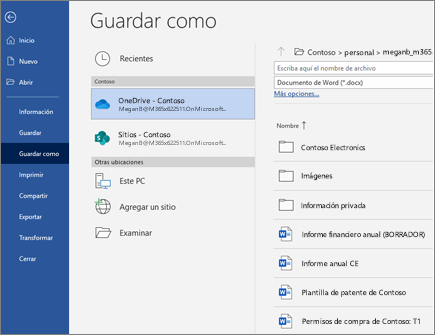 Guardar como
Inicio
Nuevo
Abrir
Información
Guardar
Guardar como
Imprimir
Compartir
Exportar
Transformar
Cerrar
Recientes
Contoso
OneDrive - Contoso
MeganB@M365x622511.OnMicrosoft...
Sitios - Contoso
MeganB@M365x622511.OnMicrosoft...
Otras ubicaciones
Este PC
Agregar un sitio
Examinar
Contoso > personal > meganb_m365
Escriba aquí el nombre de archivo
Documento de Word (*.docx)
Más opciones...
Nombre ↑
Contoso Electronics
Imágenes
Información privada
Informe financiero anual (BORRADOR)
Informe anual CE
Plantilla de patente de Contoso
Permisos de compra de Contoso: T1